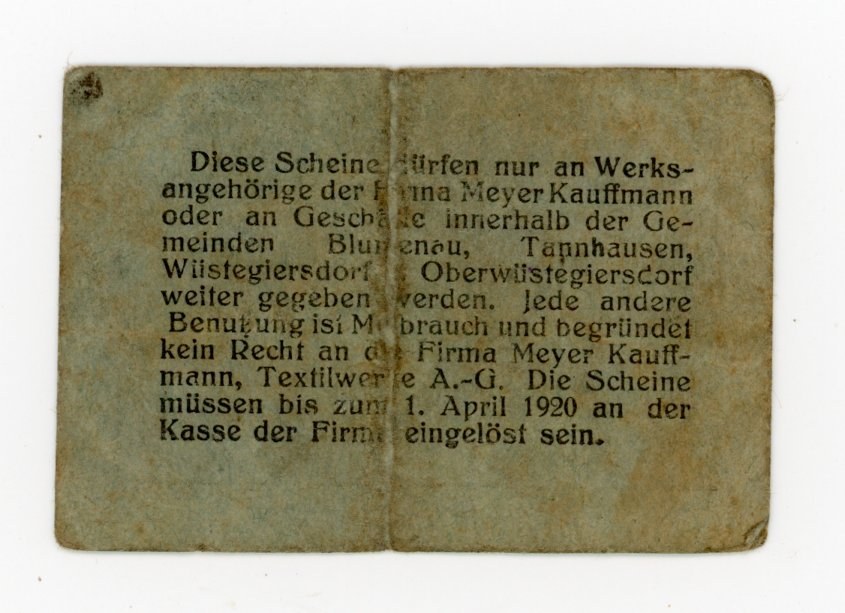 Diese Scheine dürfen nur an Werks-
angehörige der Firma Meyer Kauffmann
oder an Geschäfte innerhalb der Ge-
meinden Blumenau, Tannhausen,
Wüstegiersdorf Oberwüstegiersdorf
weiter gegeben werden. Jede andere
Benutzung ist Mißbrauch und begründet
kein Recht an die Firma Meyer Kauff-
mann, Textilwerke A.-G. Die Scheine
müssen bis zum 1. April 1920 an der
Kasse der Firma eingelöst sein.